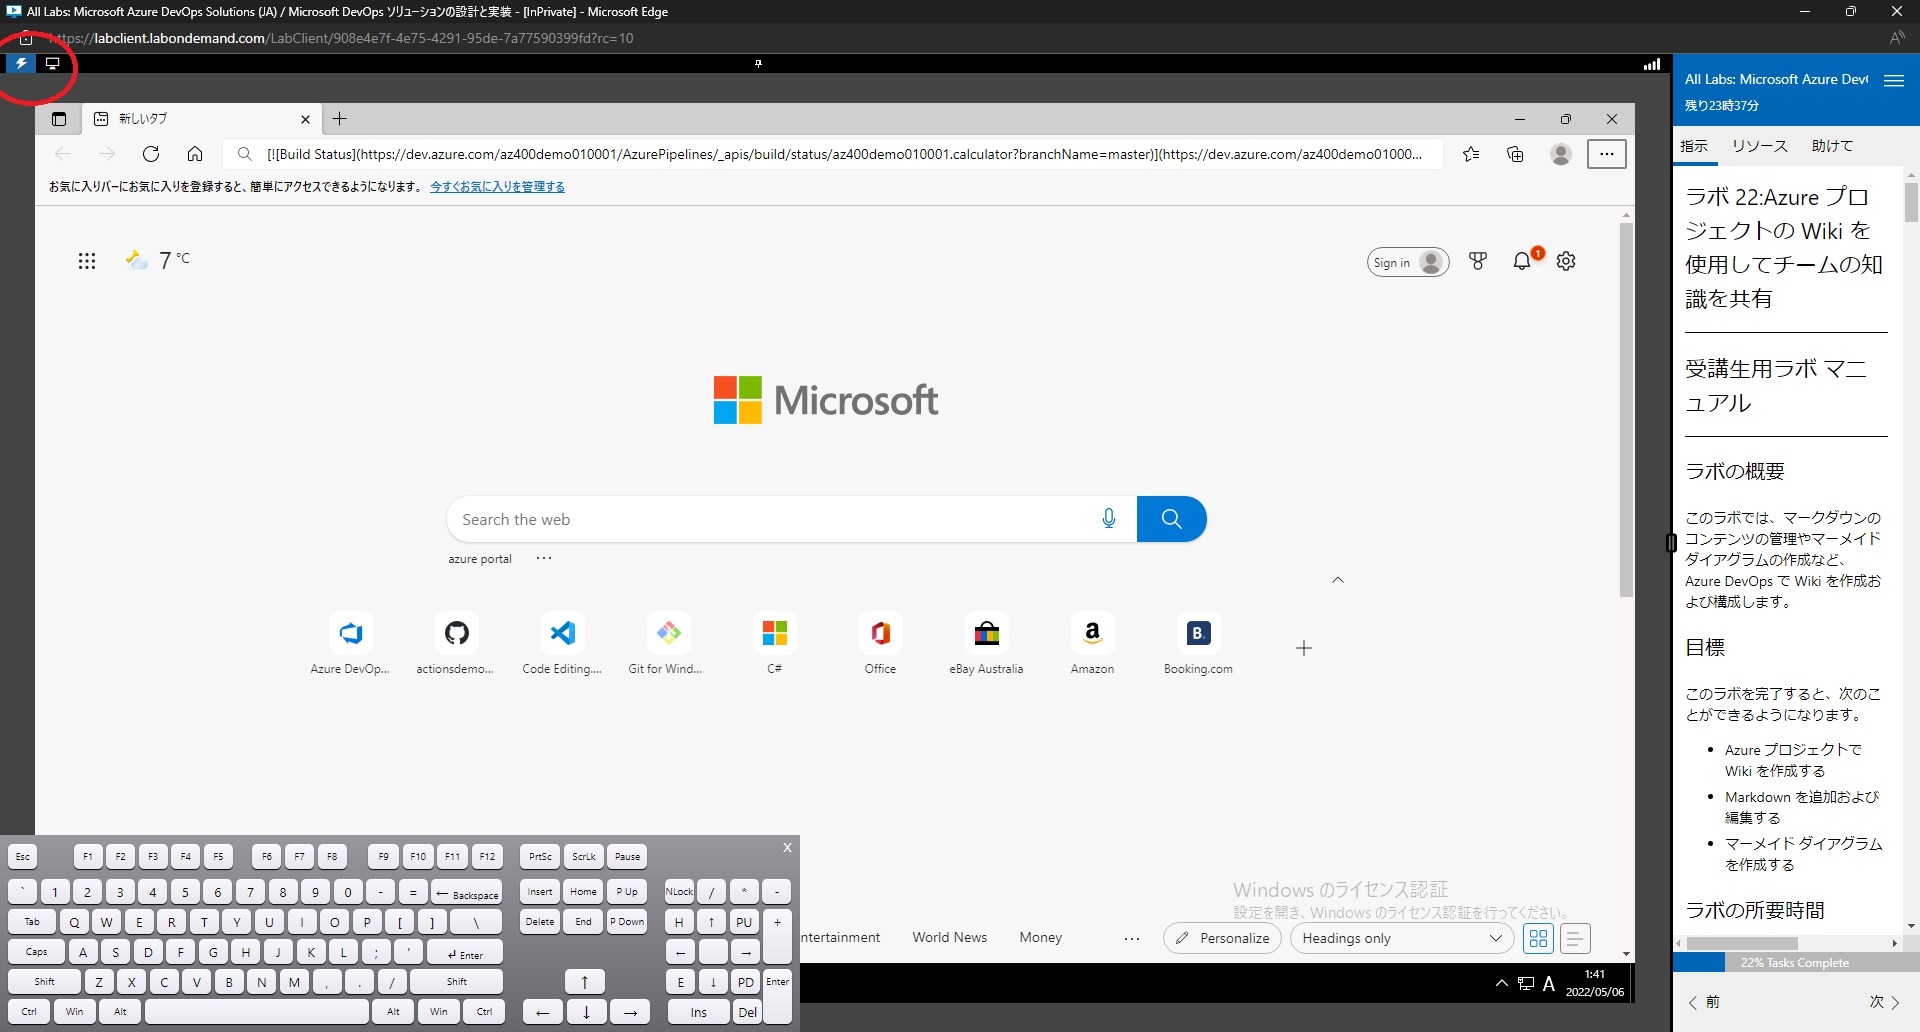 All Labs: Microsoft Azure DevOps Solutions (JA) / Microsoft DevOps ソリューションの設計と実装 - [InPrivate] - Microsoft Edge
https://labclient.labondemand.com/LabClient/908e4e7f-4e75-4291-95de-7a77590399fd?rc=10
新しいタブ
[![Build Status](https://dev.azure.com/az400demo010001/AzurePipelines/_apis/build/status/az400demo010001.calculator?branchName=master)](https://dev.azure.com/az400demo01000...
お気に入りバーにお気に入りを登録すると、簡単にアクセスできるようになります。 今すぐお気に入りを管理する
7 °C
Sign in
1
Microsoft
Search the web
azure portal ...
Azure DevOp...
actionsdemo...
Code Editing....
Git for Wind...
C#
Office
eBay Australia
Amazon
B.
Booking.com
Windows のライセンス認証
設定を開き、Windows のライセンス認証を行ってください。
ntertainment World News Money ... Personalize Headings only
A
1:41
2022/05/06
X
Esc F1 F2 F3 F4 F5 F6 F7 F8 F9 F10 F11 F12 PrtSc ScrLk Pause
` 1 2 3 4 5 6 7 8 9 0 - = ← Backspace Insert Home P Up NLock / * -
Tab Q W E R T Y U I O P [ ] \ Delete End P Down H ↑ PU +
Caps A S D F G H J K L ; ' ↵ Enter ← →
Shift Z X C V B N M , . / Shift ↑ E ↓ PD Enter
Ctrl Win Alt Alt Win Ctrl ← ↓ → Ins Del
All Labs: Microsoft Azure Dev
残り23時37分
指示 リソース 助けて
ラボ 22:Azure プロ
ジェクトの Wiki を
使用してチームの知
識を共有
受講生用ラボ マニ
ュアル
ラボの概要
このラボでは、マークダウンの
コンテンツの管理やマーメイド
ダイアグラムの作成など、
Azure DevOps で Wiki を作成お
よび構成します。
目標
このラボを完了すると、次のこ
とができるようになります。
• Azure プロジェクトで
Wiki を作成する
• Markdown を追加および
編集する
• マーメイド ダイアグラム
を作成する
ラボの所要時間
22% Tasks Complete
前 次